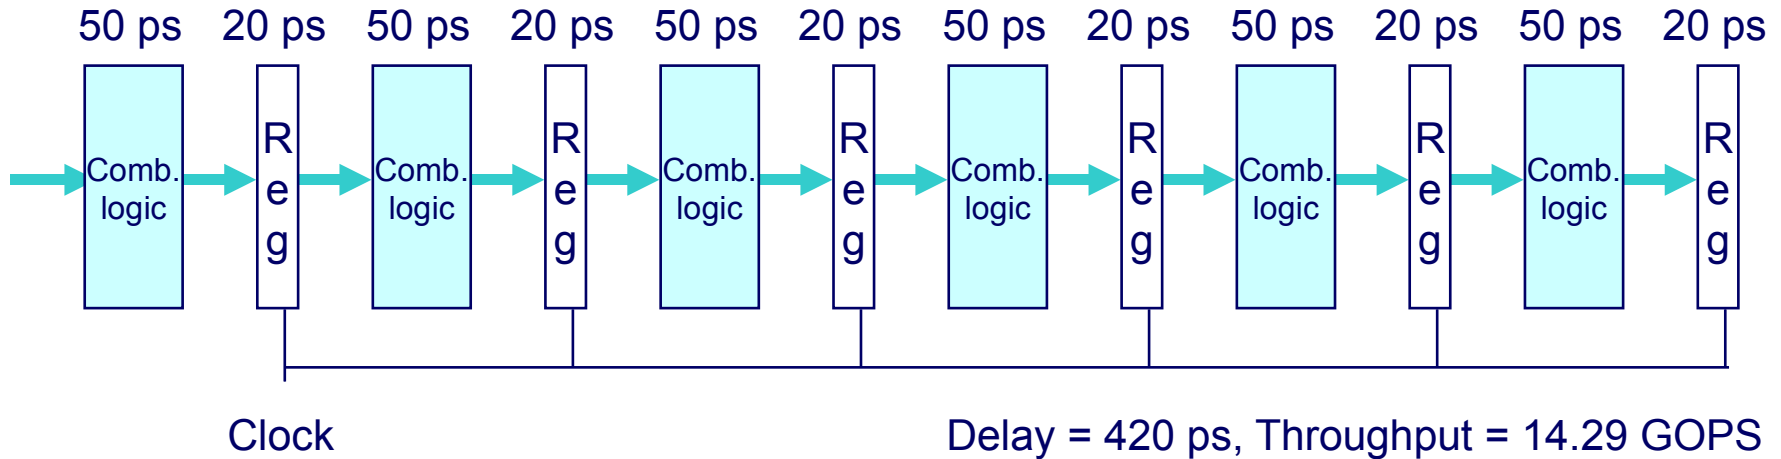 50 ps 20 ps 50 ps 20 ps 50 ps 20 ps 50 ps 20 ps 50 ps 20 ps 50 ps 20 ps
Comb.
logic
R
e
g
Comb.
logic
R
e
g
Comb.
logic
R
e
g
Comb.
logic
R
e
g
Comb.
logic
R
e
g
Comb.
logic
R
e
g
Clock
Delay = 420 ps, Throughput = 14.29 GOPS